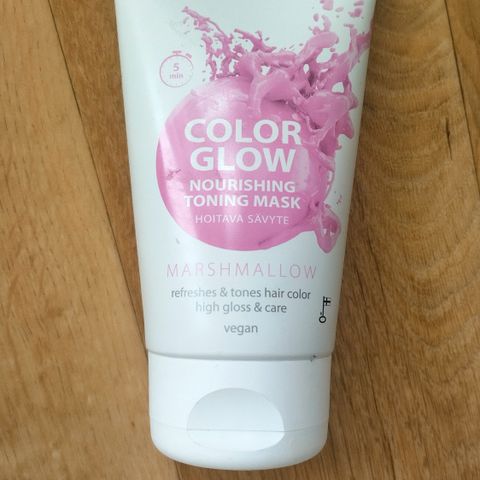 5
min
COLOR
GLOW
NOURISHING
TONING MASK
HOITAVA SÄVYTE
MARSHMALLOW
refreshes & tones hair color
high gloss & care
vegan